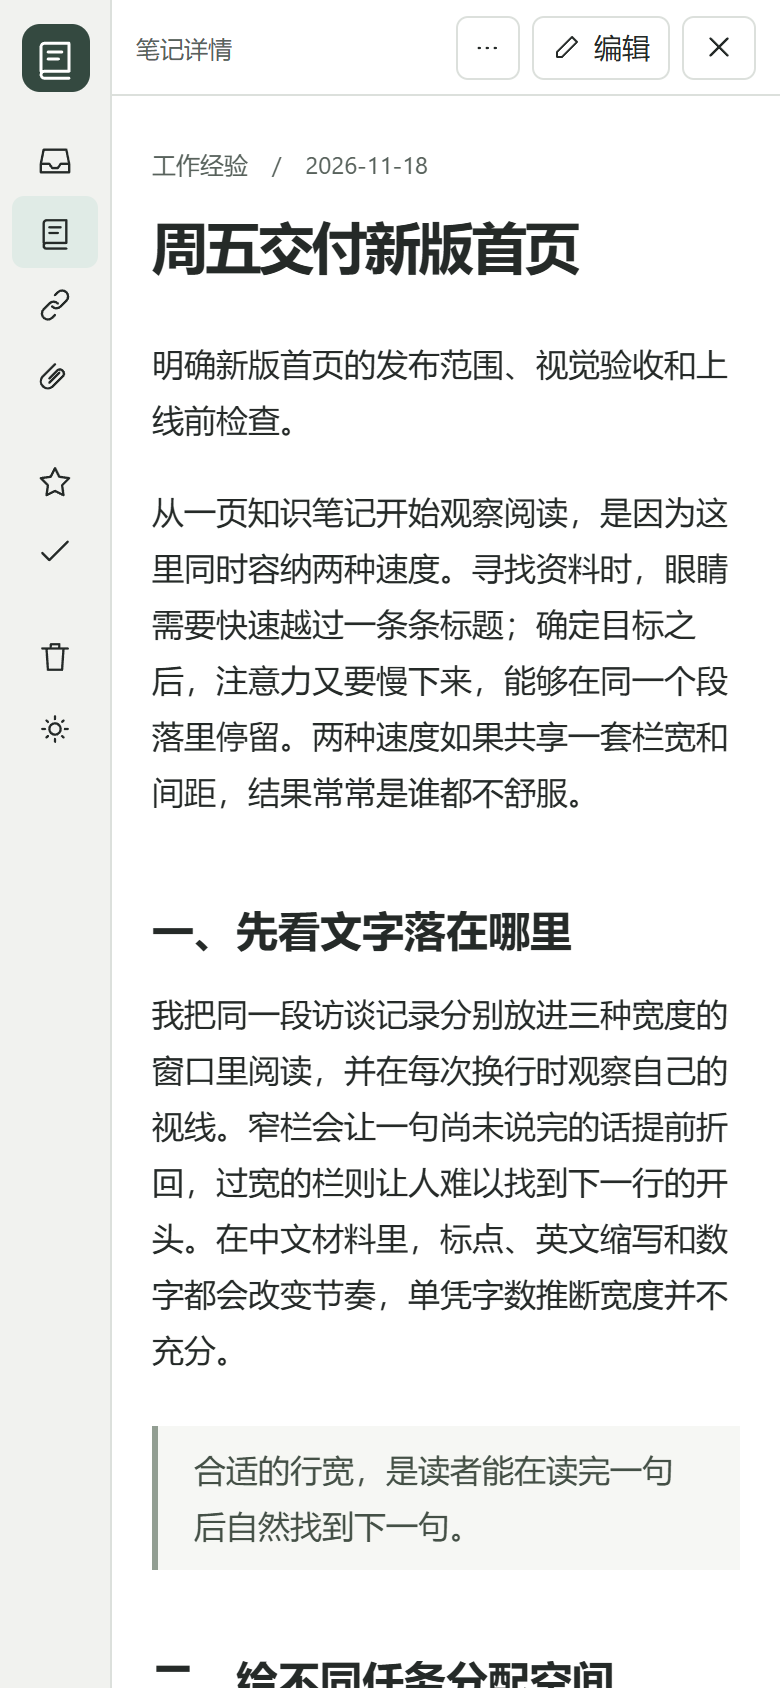 笔记详情
编辑
工作经验 / 2026-11-18
周五交付新版首页
明确新版首页的发布范围、视觉验收和上
线前检查。
从一页知识笔记开始观察阅读，是因为这
里同时容纳两种速度。寻找资料时，眼睛
需要快速越过一条条标题；确定目标之
后，注意力又要慢下来，能够在同一个段
落里停留。两种速度如果共享一套栏宽和
间距，结果常常是谁都不舒服。
一、先看文字落在哪里
我把同一段访谈记录分别放进三种宽度的
窗口里阅读，并在每次换行时观察自己的
视线。窄栏会让一句尚未说完的话提前折
回，过宽的栏则让人难以找到下一行的开
头。在中文材料里，标点、英文缩写和数
字都会改变节奏，单凭字数推断宽度并不
充分。
合适的行宽，是读者能在读完一句
后自然找到下一句。
二、给不同任务分配空间